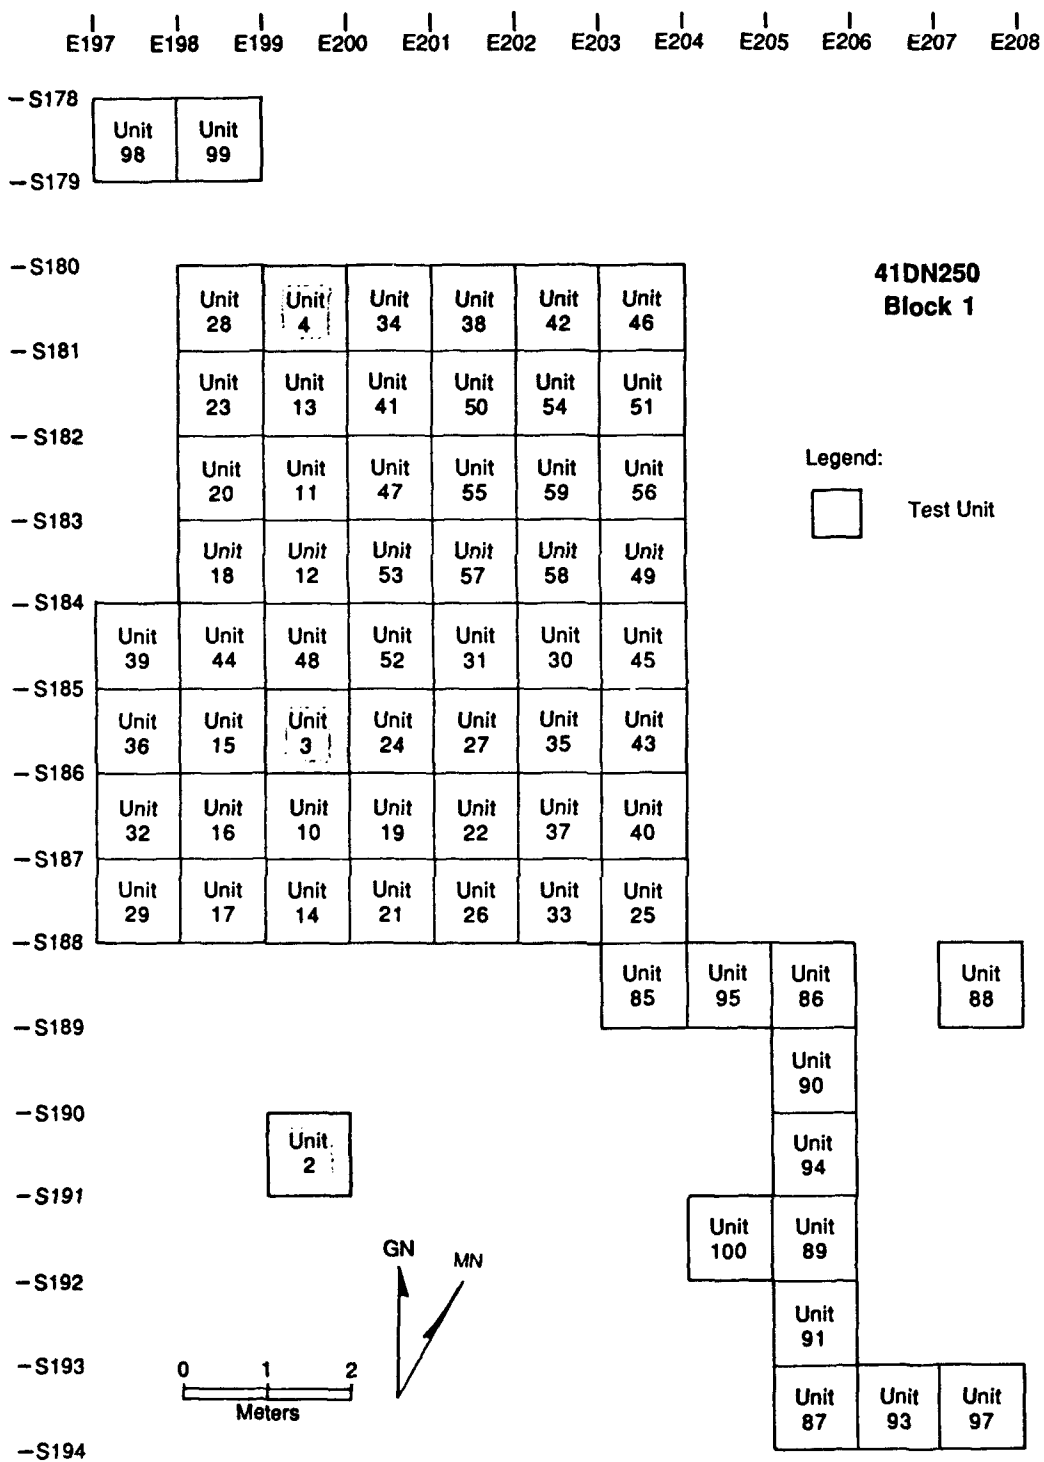 E197 E198 E199 E200 E201 E202 E203 E204 E205 E206 E207 E208
– S178
Unit Unit
98 99
– S179
– S180
41DN250
Block 1
Unit Unit Unit Unit Unit Unit
28 4 34 38 42 46
– S181
Unit Unit Unit Unit Unit Unit
23 13 41 50 54 51
– S182
Legend:
Unit Unit Unit Unit Unit Unit
20 11 47 55 59 56
Test Unit
– S183
Unit Unit Unit Unit Unit Unit
18 12 53 57 58 49
– S184
Unit Unit Unit Unit Unit Unit Unit
39 44 48 52 31 30 45
– S185
Unit Unit Unit Unit Unit Unit Unit
36 15 3 24 27 35 43
– S186
Unit Unit Unit Unit Unit Unit Unit
32 16 10 19 22 37 40
– S187
Unit Unit Unit Unit Unit Unit Unit
29 17 14 21 26 33 25
– S188
Unit Unit Unit Unit
85 95 86 88
– S189
Unit
90
– S190
Unit Unit
2 94
– S191
Unit Unit
100 89
GN MN
– S192
Unit
91
– S193
0 1 2
Meters
Unit Unit Unit
87 93 97
– S194